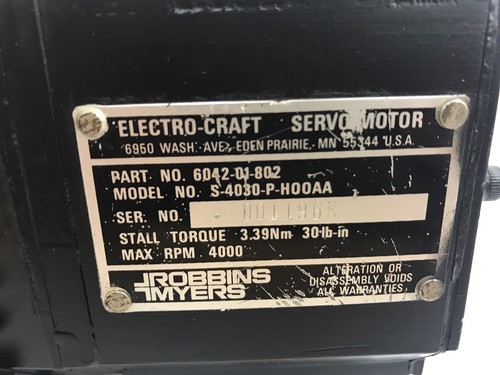 ELECTRO-CRAFT SERVO MOTOR
6950 WASH. AVE., EDEN PRAIRIE, MN 55344 U.S.A.
PART NO. 6042-01-802
MODEL NO. S-4030-P-H00AA
SER. NO.
STALL TORQUE 3.39Nm 30 lb-in
MAX RPM 4000
ROBBINS
MYERS
ALTERATION OR
DISASSEMBLY VOIDS
ALL WARRANTIES